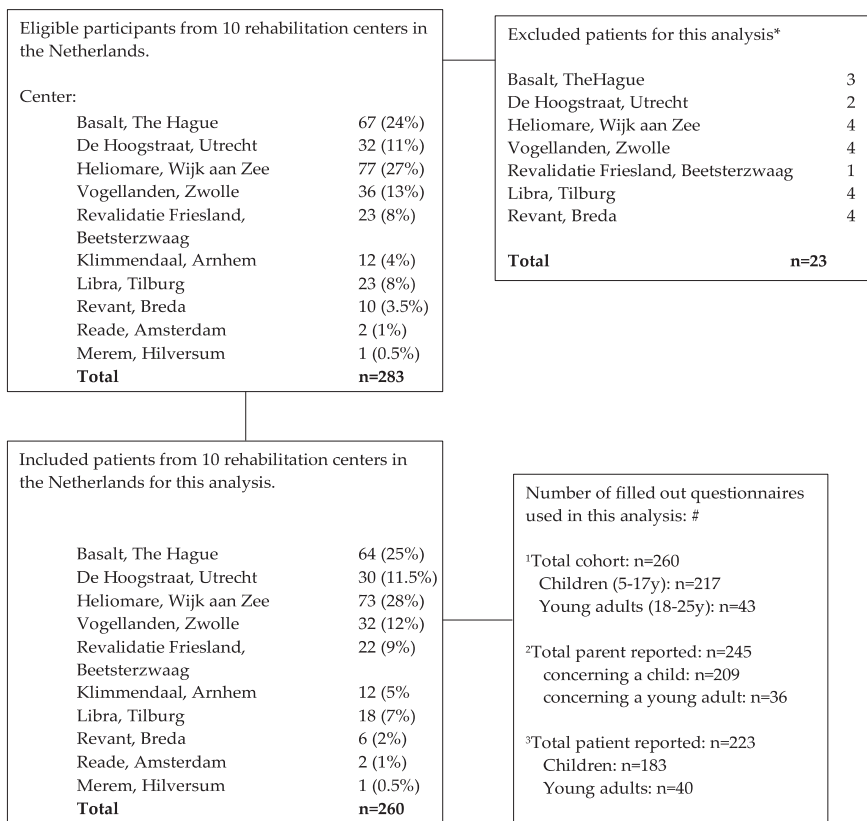 Eligible participants from 10 rehabilitation centers in
the Netherlands.
Center:
Basalt, The Hague 67 (24%)
De Hoogstraat, Utrecht 32 (11%)
Heliomare, Wijk aan Zee 77 (27%)
Vogellanden, Zwolle 36 (13%)
Revalidatie Friesland, 23 (8%)
Beetsterzwaag
Klimmendaal, Arnhem 12 (4%)
Libra, Tilburg 23 (8%)
Revant, Breda 10 (3.5%)
Reade, Amsterdam 2 (1%)
Merem, Hilversum 1 (0.5%)
Total n=283
Excluded patients for this analysis*
Basalt, TheHague 3
De Hoogstraat, Utrecht 2
Heliomare, Wijk aan Zee 4
Vogellanden, Zwolle 4
Revalidatie Friesland, Beetsterzwaag 1
Libra, Tilburg 4
Revant, Breda 4
Total n=23
Included patients from 10 rehabilitation centers in
the Netherlands for this analysis.
Basalt, The Hague 64 (25%)
De Hoogstraat, Utrecht 30 (11.5%)
Heliomare, Wijk aan Zee 73 (28%)
Vogellanden, Zwolle 32 (12%)
Revalidatie Friesland, 22 (9%)
Beetsterzwaag
Klimmendaal, Arnhem 12 (5%
Libra, Tilburg 18 (7%)
Revant, Breda 6 (2%)
Reade, Amsterdam 2 (1%)
Merem, Hilversum 1 (0.5%)
Total n=260
Number of filled out questionnaires
used in this analysis: #
¹Total cohort: n=260
Children (5-17y): n=217
Young adults (18-25y): n=43
²Total parent reported: n=245
concerning a child: n=209
concerning a young adult: n=36
³Total patient reported: n=223
Children: n=183
Young adults: n=40